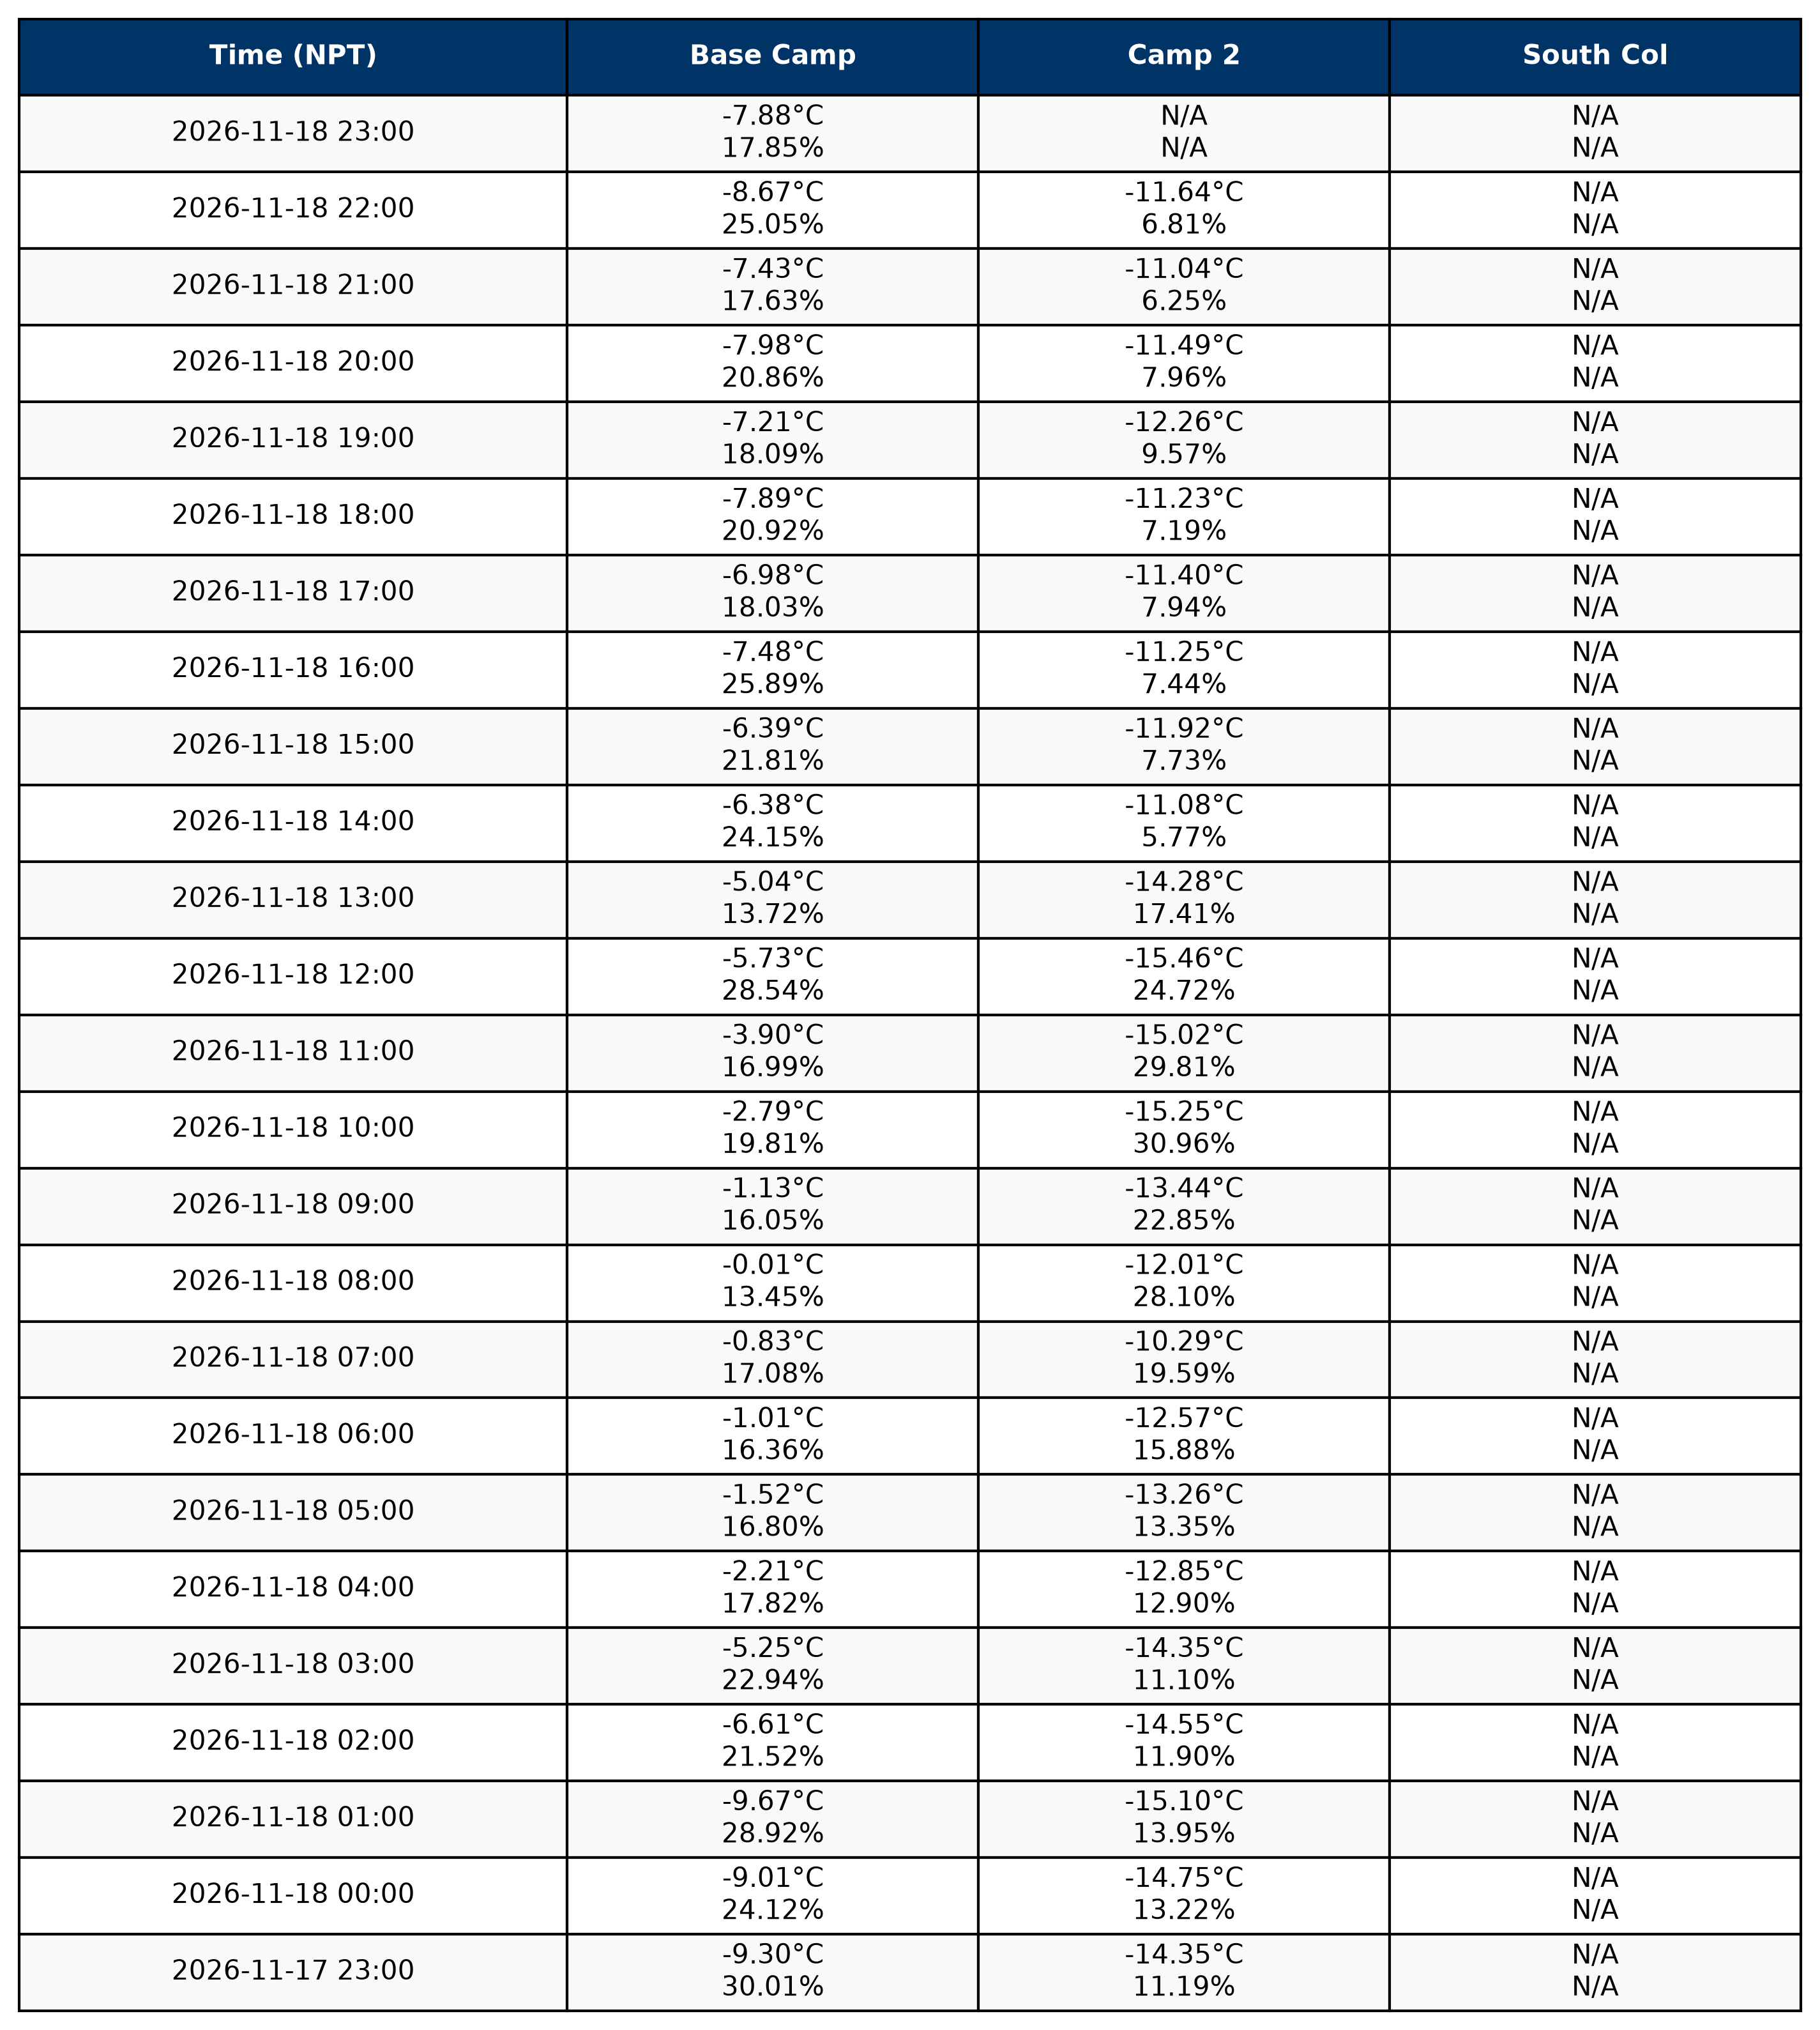 Time (NPT) Base Camp Camp 2 South Col
2026-11-18 23:00 -7.88°C N/A N/A
17.85% N/A N/A
2026-11-18 22:00 -8.67°C -11.64°C N/A
25.05% 6.81% N/A
2026-11-18 21:00 -7.43°C -11.04°C N/A
17.63% 6.25% N/A
2026-11-18 20:00 -7.98°C -11.49°C N/A
20.86% 7.96% N/A
2026-11-18 19:00 -7.21°C -12.26°C N/A
18.09% 9.57% N/A
2026-11-18 18:00 -7.89°C -11.23°C N/A
20.92% 7.19% N/A
2026-11-18 17:00 -6.98°C -11.40°C N/A
18.03% 7.94% N/A
2026-11-18 16:00 -7.48°C -11.25°C N/A
25.89% 7.44% N/A
2026-11-18 15:00 -6.39°C -11.92°C N/A
21.81% 7.73% N/A
2026-11-18 14:00 -6.38°C -11.08°C N/A
24.15% 5.77% N/A
2026-11-18 13:00 -5.04°C -14.28°C N/A
13.72% 17.41% N/A
2026-11-18 12:00 -5.73°C -15.46°C N/A
28.54% 24.72% N/A
2026-11-18 11:00 -3.90°C -15.02°C N/A
16.99% 29.81% N/A
2026-11-18 10:00 -2.79°C -15.25°C N/A
19.81% 30.96% N/A
2026-11-18 09:00 -1.13°C -13.44°C N/A
16.05% 22.85% N/A
2026-11-18 08:00 -0.01°C -12.01°C N/A
13.45% 28.10% N/A
2026-11-18 07:00 -0.83°C -10.29°C N/A
17.08% 19.59% N/A
2026-11-18 06:00 -1.01°C -12.57°C N/A
16.36% 15.88% N/A
2026-11-18 05:00 -1.52°C -13.26°C N/A
16.80% 13.35% N/A
2026-11-18 04:00 -2.21°C -12.85°C N/A
17.82% 12.90% N/A
2026-11-18 03:00 -5.25°C -14.35°C N/A
22.94% 11.10% N/A
2026-11-18 02:00 -6.61°C -14.55°C N/A
21.52% 11.90% N/A
2026-11-18 01:00 -9.67°C -15.10°C N/A
28.92% 13.95% N/A
2026-11-18 00:00 -9.01°C -14.75°C N/A
24.12% 13.22% N/A
2026-11-17 23:00 -9.30°C -14.35°C N/A
30.01% 11.19% N/A